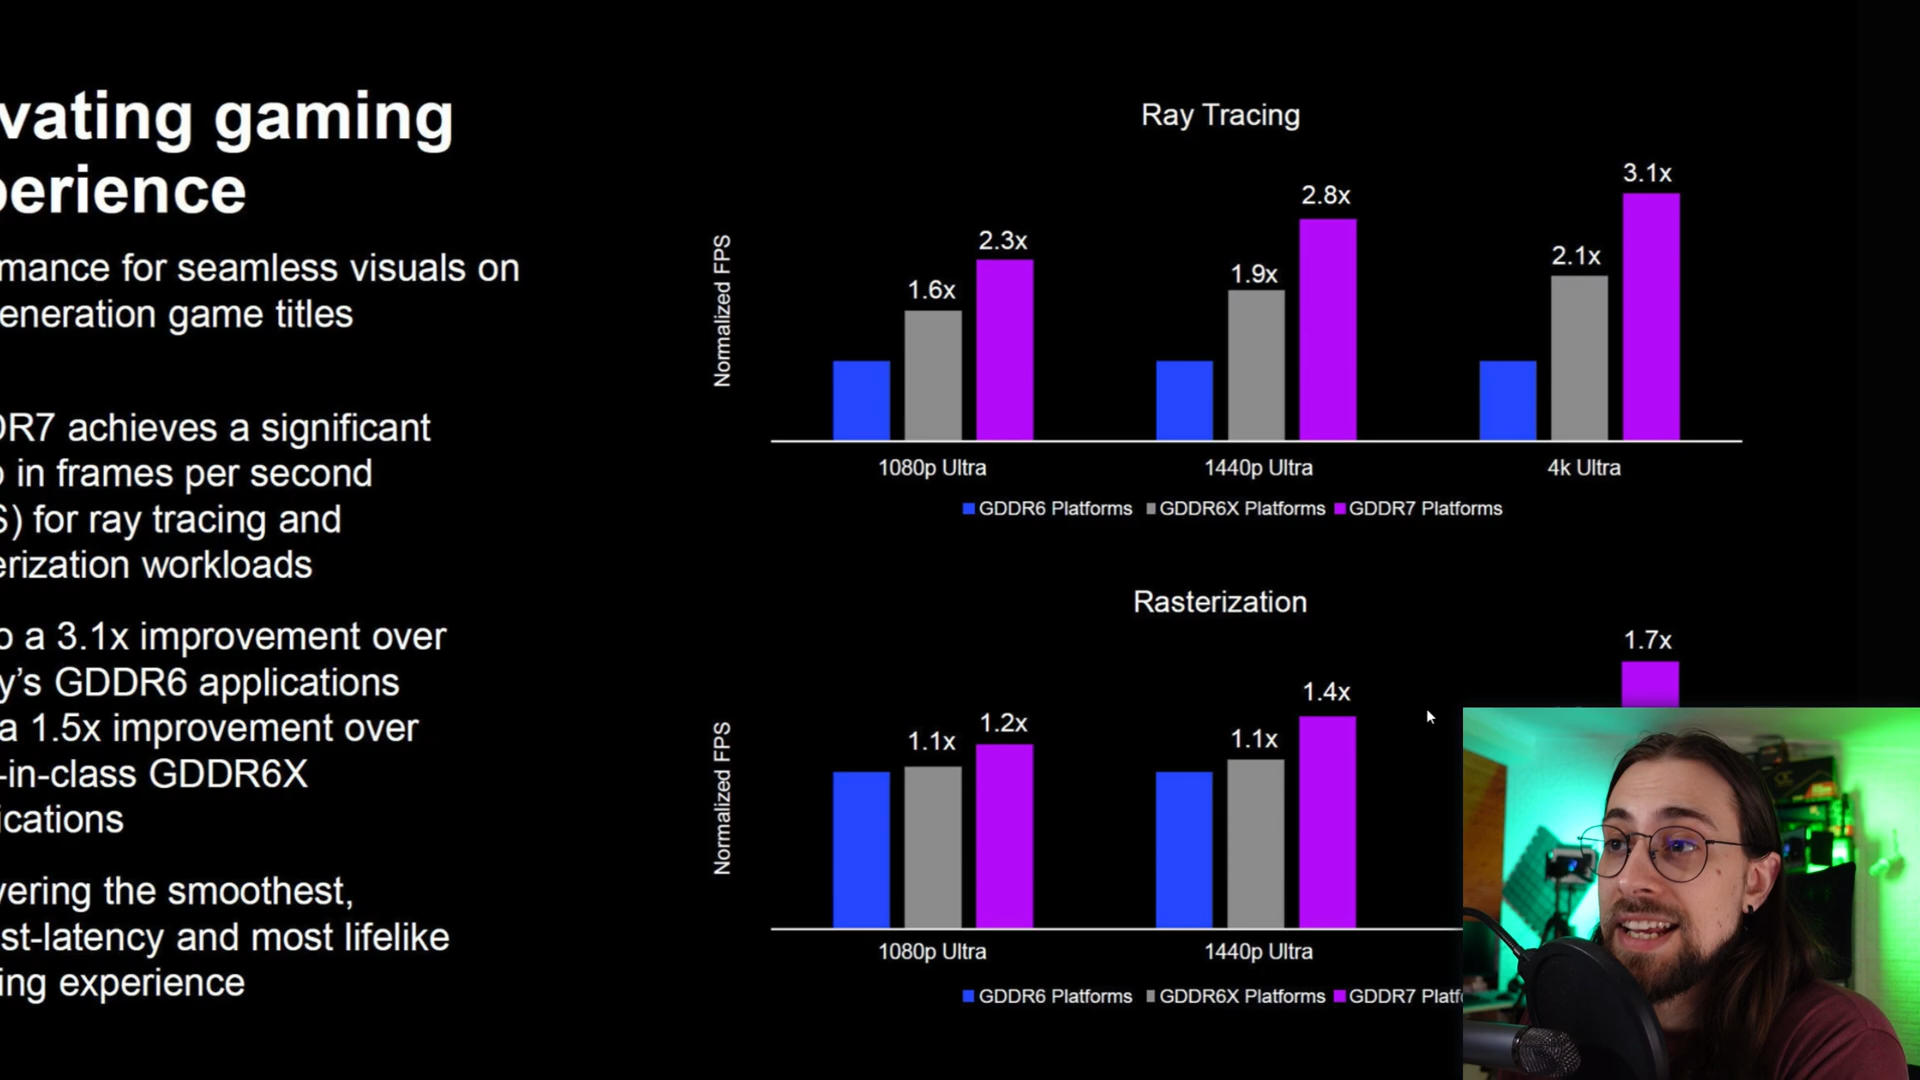 vating gaming
perience
mance for seamless visuals on
eneration game titles
DR7 achieves a significant
in frames per second
S) for ray tracing and
erization workloads
o a 3.1x improvement over
y's GDDR6 applications
a 1.5x improvement over
-in-class GDDR6X
ications
vering the smoothest,
st-latency and most lifelike
ing experience
Ray Tracing
Normalized FPS
1.6x
2.3x
1.9x
2.8x
2.1x
3.1x
1080p Ultra
1440p Ultra
4k Ultra
GDDR6 Platforms GDDR6X Platforms GDDR7 Platforms
Rasterization
Normalized FPS
1.1x
1.2x
1.1x
1.4x
1.7x
1080p Ultra
1440p Ultra
GDDR6 Platforms GDDR6X Platforms GDDR7 Platf